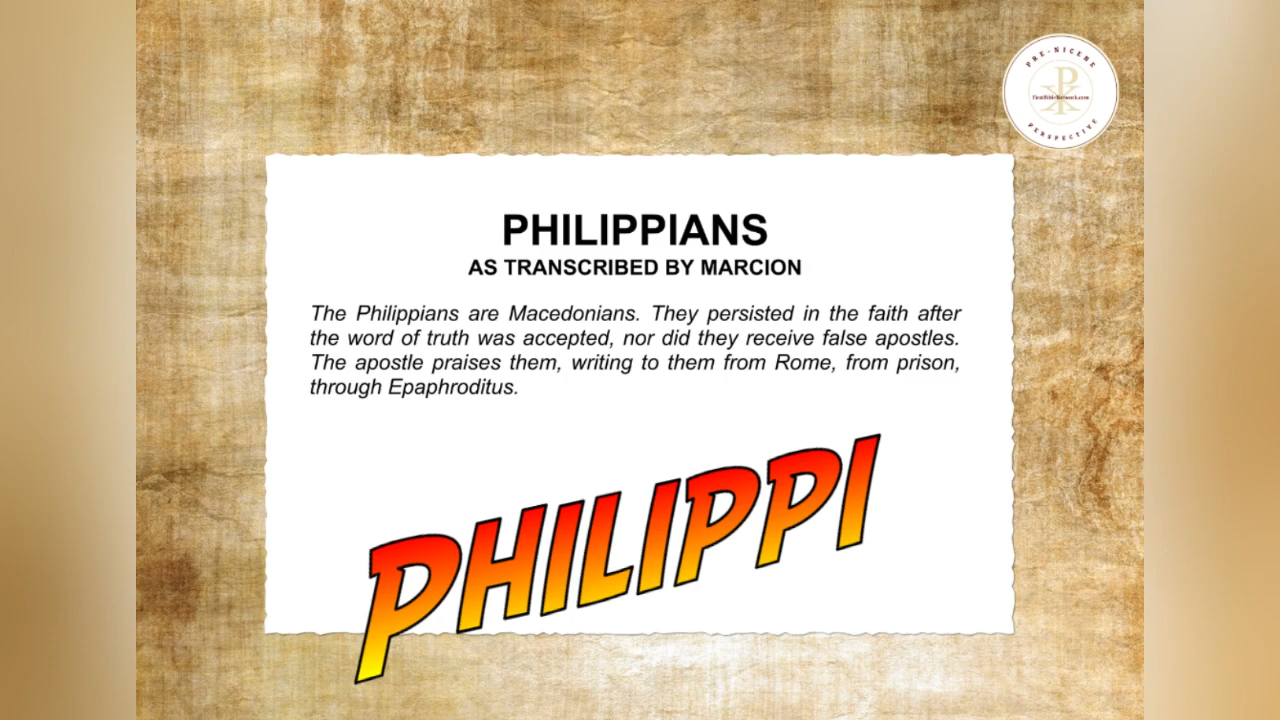 PRE-NICENE
PERSPECTIVE
PHILIPPIANS
AS TRANSCRIBED BY MARCION
The Philippians are Macedonians. They persisted in the faith after
the word of truth was accepted, nor did they receive false apostles.
The apostle praises them, writing to them from Rome, from prison,
through Epaphroditus.
PHILIPPI